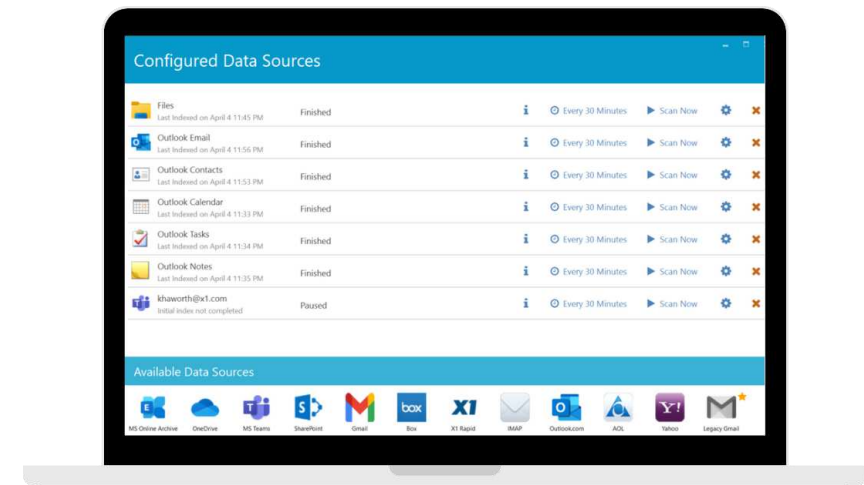 Configured Data Sources
Files
Last Indexed on April 4 11:45 PM
Finished
Every 30 Minutes
Scan Now
Outlook Email
Last Indexed on April 4 11:56 PM
Finished
Every 30 Minutes
Scan Now
Outlook Contacts
Last Indexed on April 4 11:53 PM
Finished
Every 30 Minutes
Scan Now
Outlook Calendar
Last Indexed on April 4 11:33 PM
Finished
Every 30 Minutes
Scan Now
Outlook Tasks
Last Indexed on April 4 11:34 PM
Finished
Every 30 Minutes
Scan Now
Outlook Notes
Last Indexed on April 4 11:35 PM
Finished
Every 30 Minutes
Scan Now
khaworth@x1.com
Initial index not completed
Paused
Every 30 Minutes
Scan Now
Available Data Sources
box
X1
Y!
MS Online Archive
OneDrive
MS Teams
SharePoint
Gmail
Box
X1 Rapid
IMAP
Outlook.com
AOL
Yahoo
Legacy Gmail